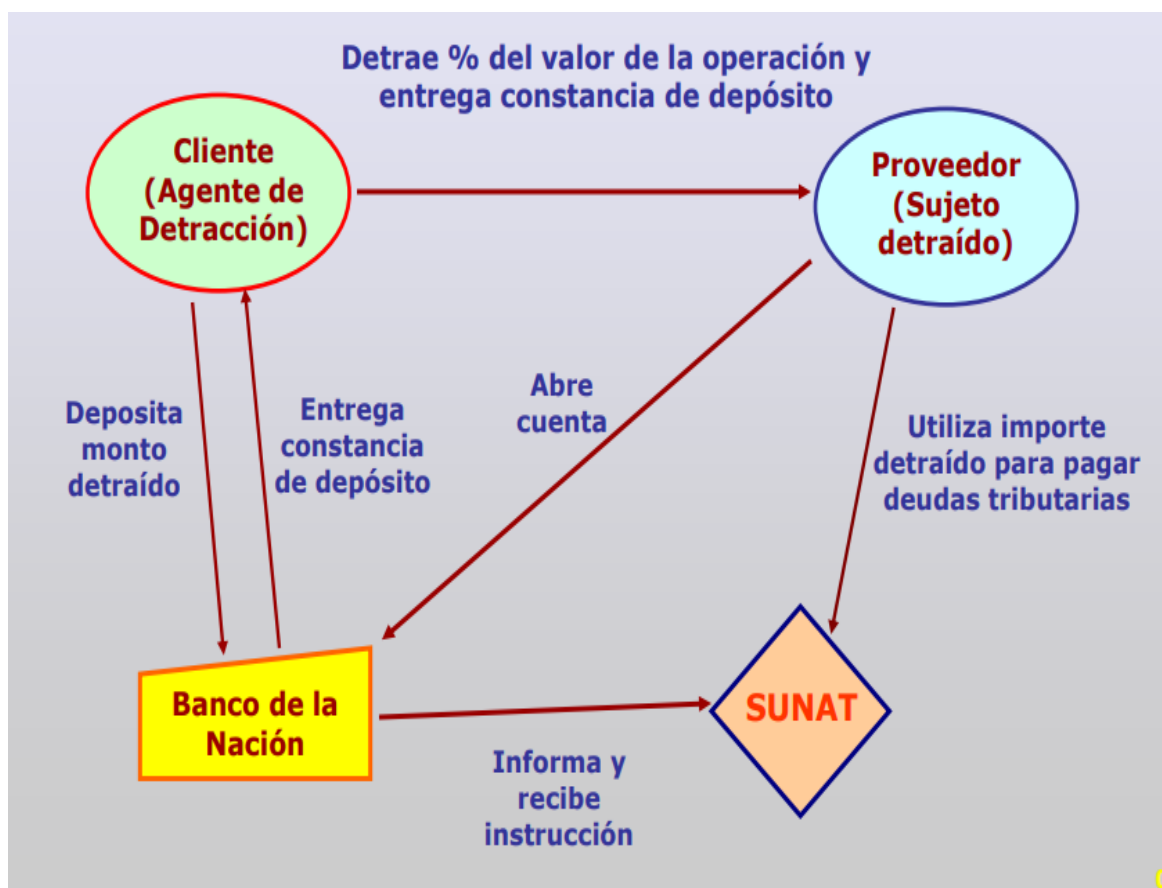 Detrae % del valor de la operación y
entrega constancia de depósito
Cliente
(Agente de
Detracción)
Proveedor
(Sujeto
detraído)
Deposita
monto
detraído
Entrega
constancia
de depósito
Abre
cuenta
Utiliza importe
detraído para pagar
deudas tributarias
Banco de la
Nación
SUNAT
Informa y
recibe
instrucción